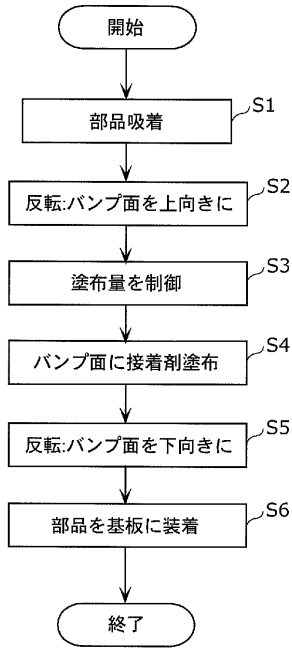 開始
部品吸着
S1
反転:バンプ面を上向きに
S2
塗布量を制御
S3
バンプ面に接着剤塗布
S4
反転:バンプ面を下向きに
S5
部品を基板に装着
S6
終了